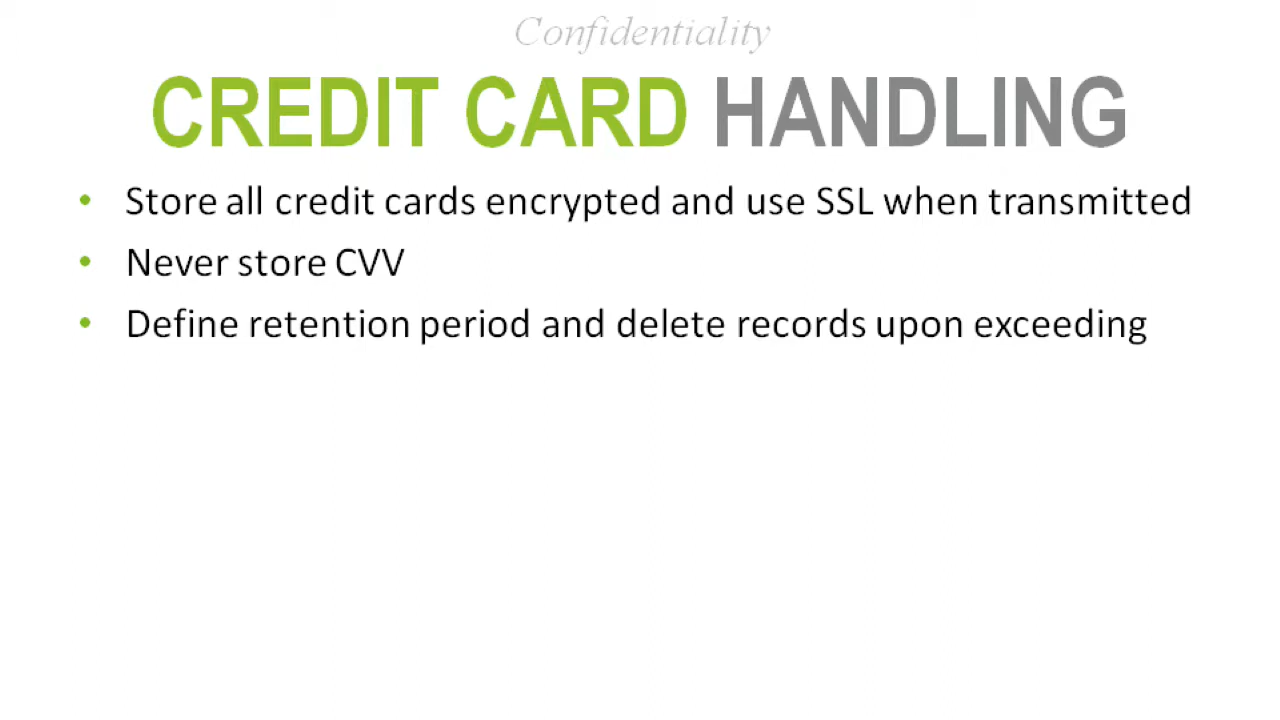 Confidentiality
CREDIT CARD HANDLING
• Store all credit cards encrypted and use SSL when transmitted
• Never store CVV
• Define retention period and delete records upon exceeding